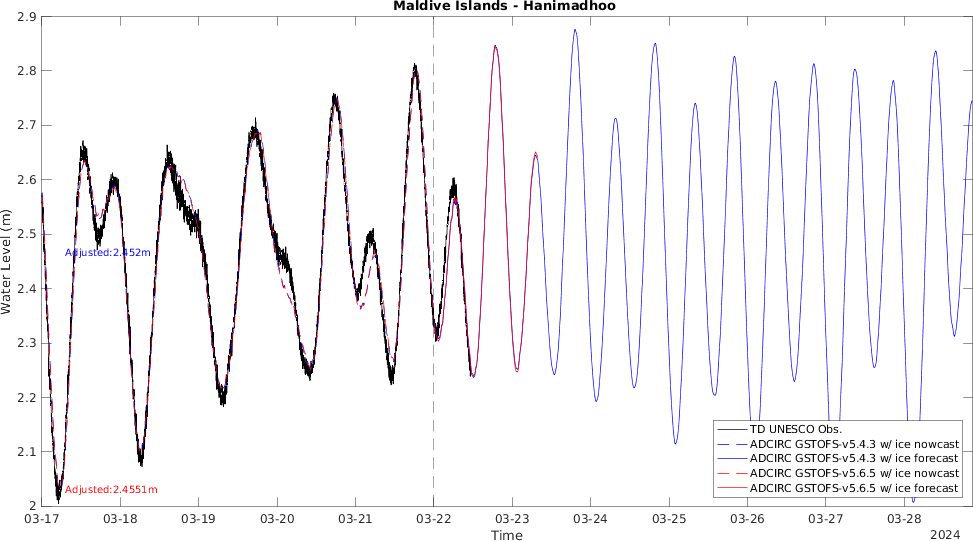 Maldive Islands - Hanimadhoo
2.9
2.8
2.7
2.6
2.5
2.4
2.3
2.2
2.1
2
Water Level (m)
Adjusted:2.452m
Adjusted:2.4551m
TD UNESCO Obs.
ADCIRC GSTOFS-v5.4.3 w/ ice nowcast
ADCIRC GSTOFS-v5.4.3 w/ ice forecast
ADCIRC GSTOFS-v5.6.5 w/ ice nowcast
ADCIRC GSTOFS-v5.6.5 w/ ice forecast
03-17 03-18 03-19 03-20 03-21 03-22 03-23 03-24 03-25 03-26 03-27 03-28
Time
2024